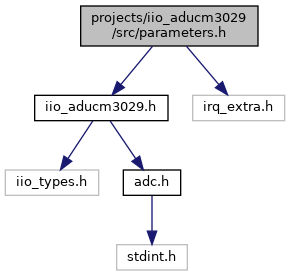 projects/iio_aducm3029
/src/parameters.h
iio_aducm3029.h
irq_extra.h
iio_types.h
adc.h
stdint.h